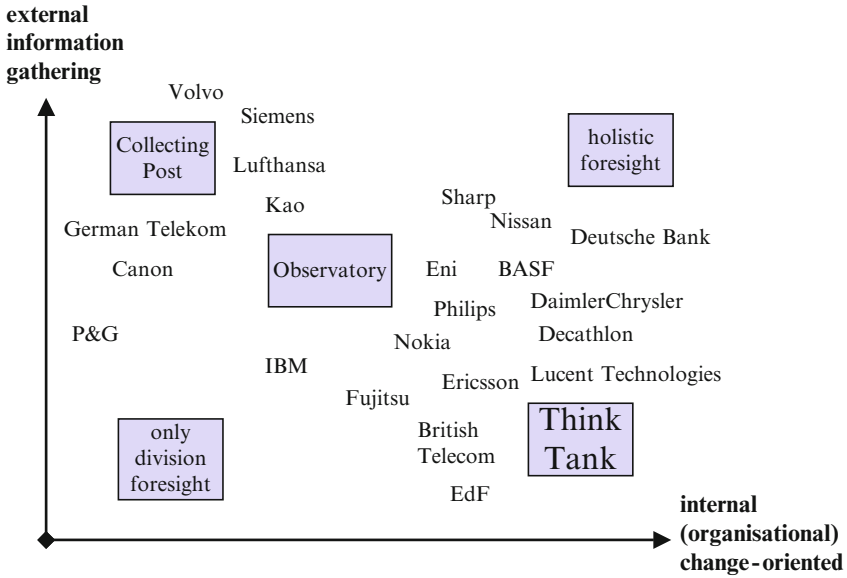 external
information
gathering
Volvo
Siemens
Collecting
Post
holistic
foresight
Lufthansa
Kao
Sharp
Nissan
German Telekom
Deutsche Bank
Canon
Observatory
Eni
BASF
Philips
DaimlerChrysler
P&G
Nokia
Decathlon
IBM
Ericsson
Lucent Technologies
Fujitsu
only
division
foresight
British
Telecom
Think
Tank
EdF
internal
(organisational)
change-oriented